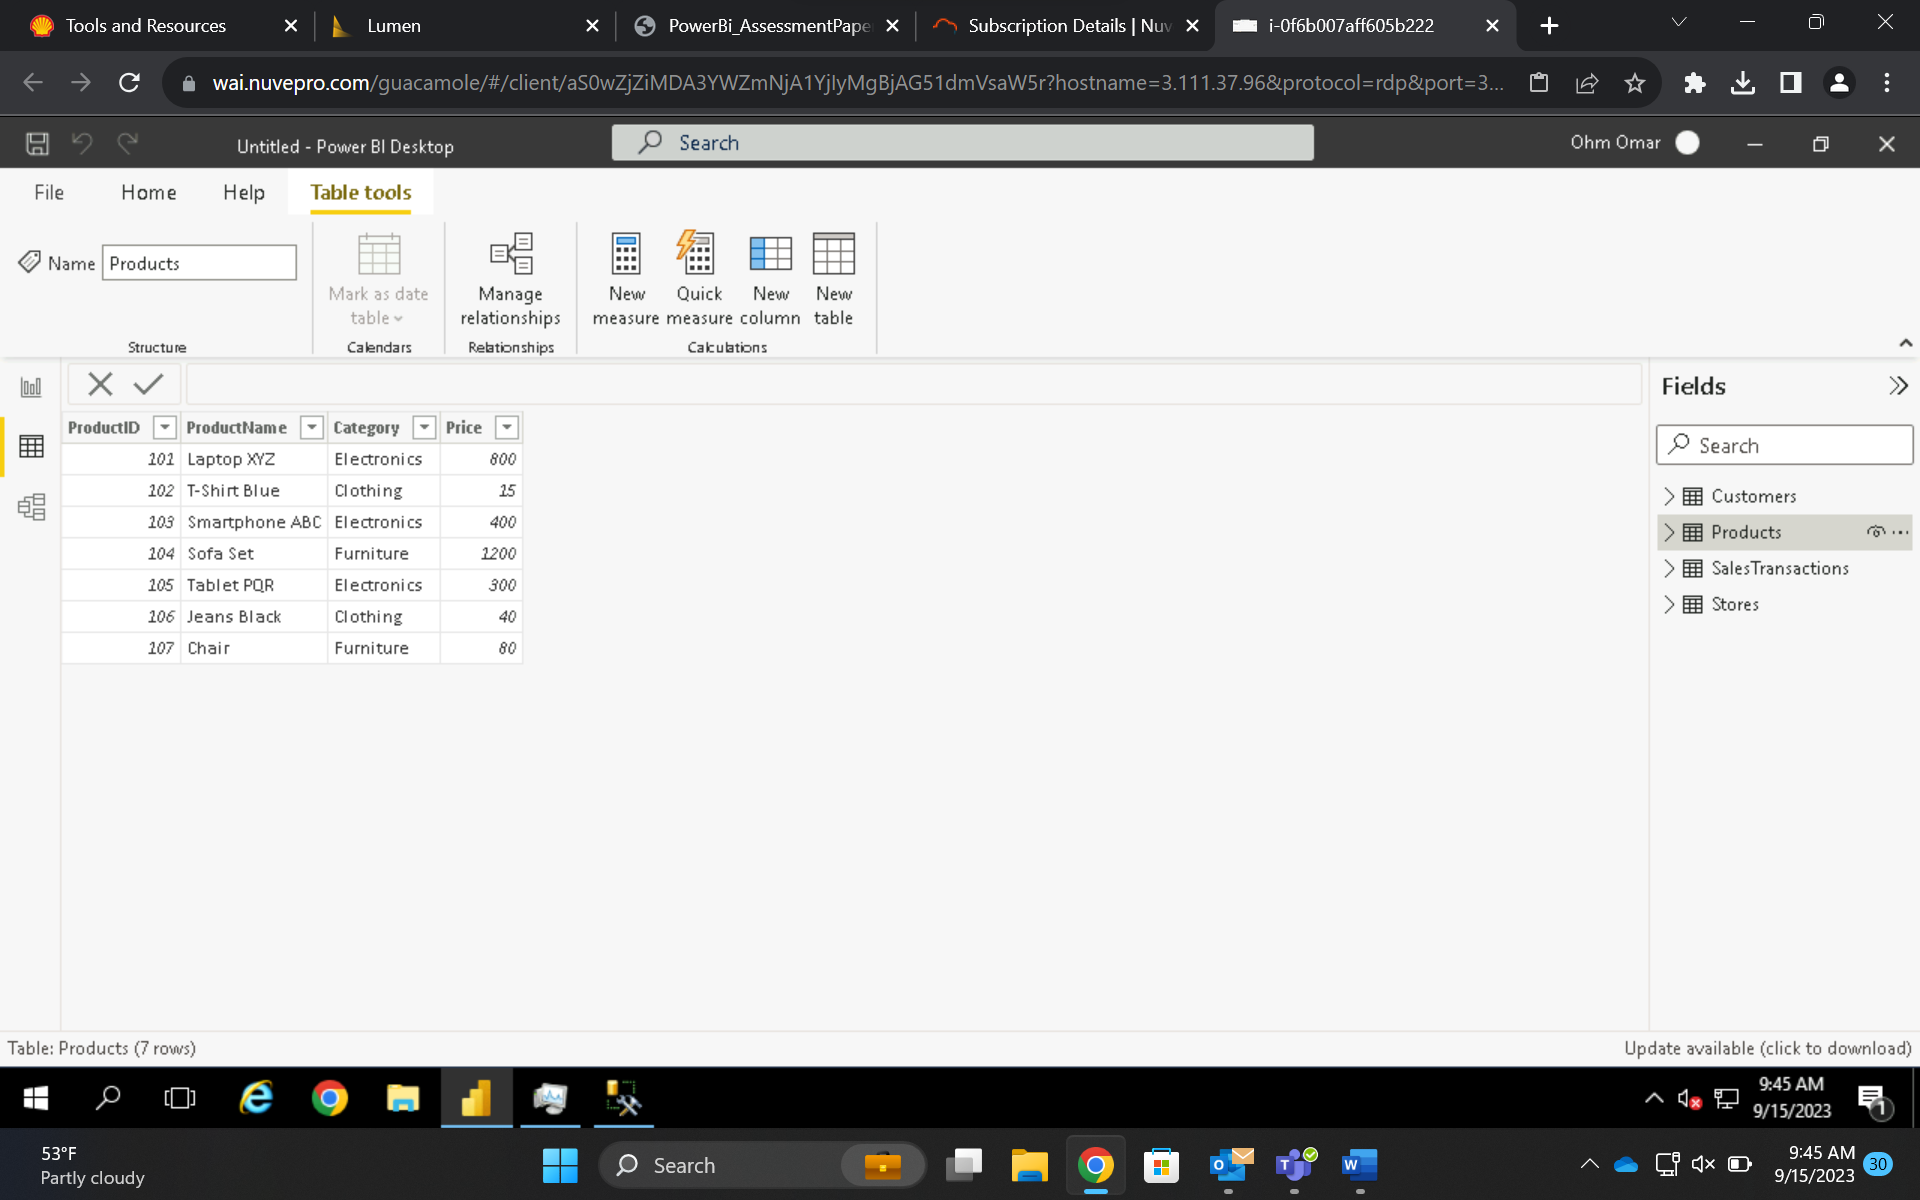 Tools and Resources
Lumen
PowerBi_AssessmentPape
Subscription Details | Nuv
i-0f6b007aff605b222
wai.nuvepro.com/guacamole/#/client/aS0wZjZiMDA3YWZmNjA1YjIyMgBjAG51dmVsaW5r?hostname=3.111.37.96&protocol=rdp&port=3...
Untitled - Power BI Desktop
Search
Ohm Omar
File Home Help Table tools
Name Products
Mark as date table
Manage relationships
New measure
Quick measure
New column
New table
Structure Calendars Relationships Calculations
ProductID ProductName Category Price
101 Laptop XYZ Electronics 800
102 T-Shirt Blue Clothing 15
103 Smartphone ABC Electronics 400
104 Sofa Set Furniture 1200
105 Tablet PQR Electronics 300
106 Jeans Black Clothing 40
107 Chair Furniture 80
Fields
Search
Customers
Products
SalesTransactions
Stores
Table: Products (7 rows)
Update available (click to download)
9:45 AM
9/15/2023
1
53°F
Partly cloudy
Search
9:45 AM
9/15/2023
30